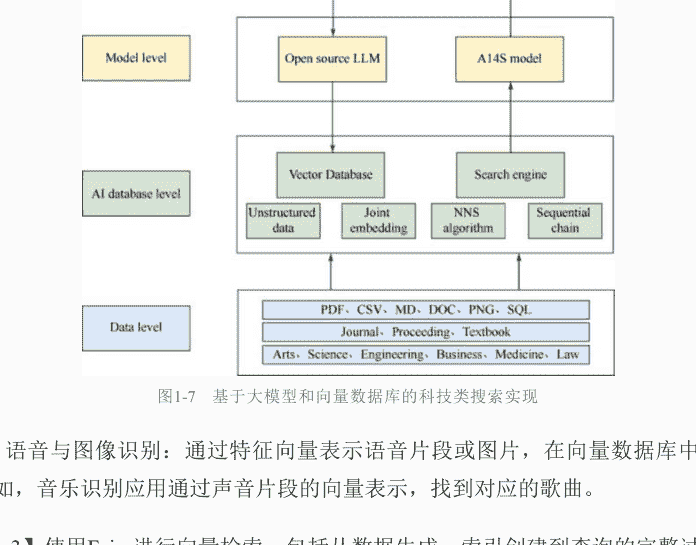 Model level
Open source LLM
A14S model
AI database level
Vector Database
Search engine
Unstructured
data
Joint
embedding
NNS
algorithm
Sequential
chain
Data level
PDF、CSV、MD、DOC、PNG、SQL
Journal、Proceeding、Textbook
Arts、Science、Engineering、Business、Medicine、Law
图1-7 基于大模型和向量数据库的科技类搜索实现
语音与图像识别：通过特征向量表示语音片段或图片，在向量数据库中
如，音乐识别应用通过声音片段的向量表示，找到对应的歌曲。